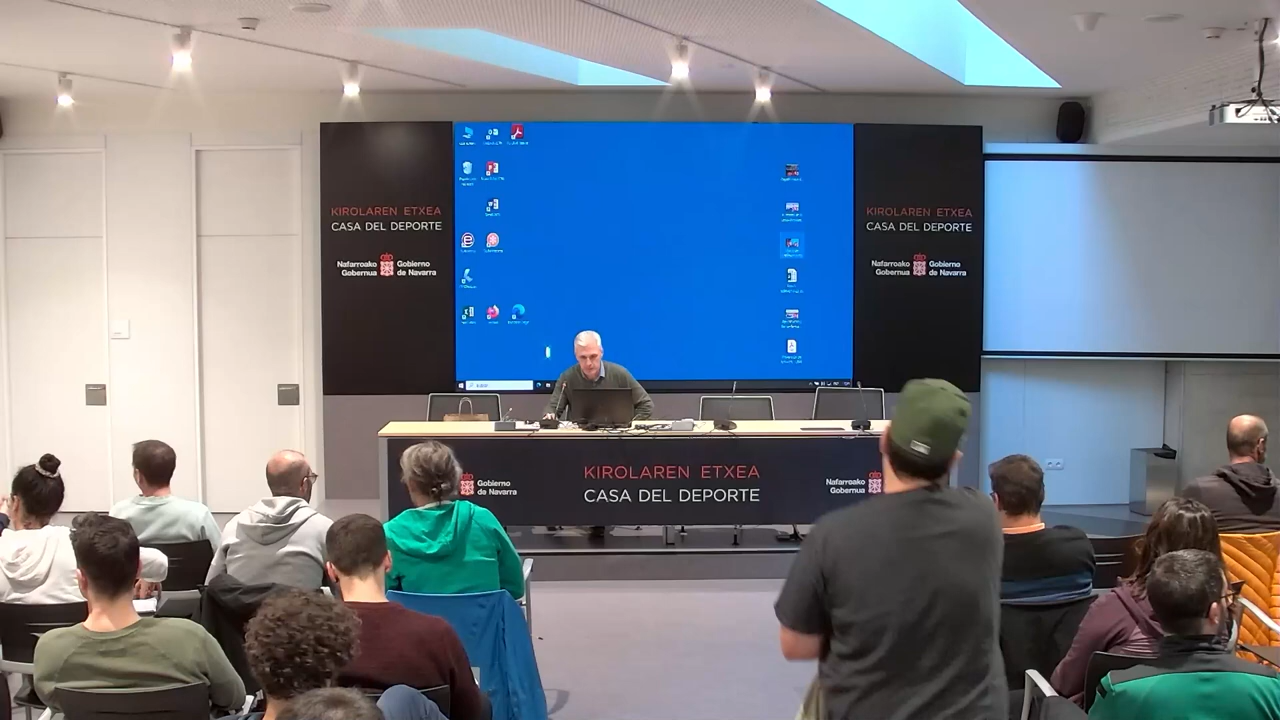 KIROLAREN ETXEA
CASA DEL DEPORTE
Nafarroako
Gobernua
Gobierno
de Navarra
KIROLAREN ETXEA
CASA DEL DEPORTE
Nafarroako
Gobernua
Gobierno
de Navarra
Gobierno
de Navarra
KIROLAREN ETXEA
CASA DEL DEPORTE
Nafarroako
Gobernua